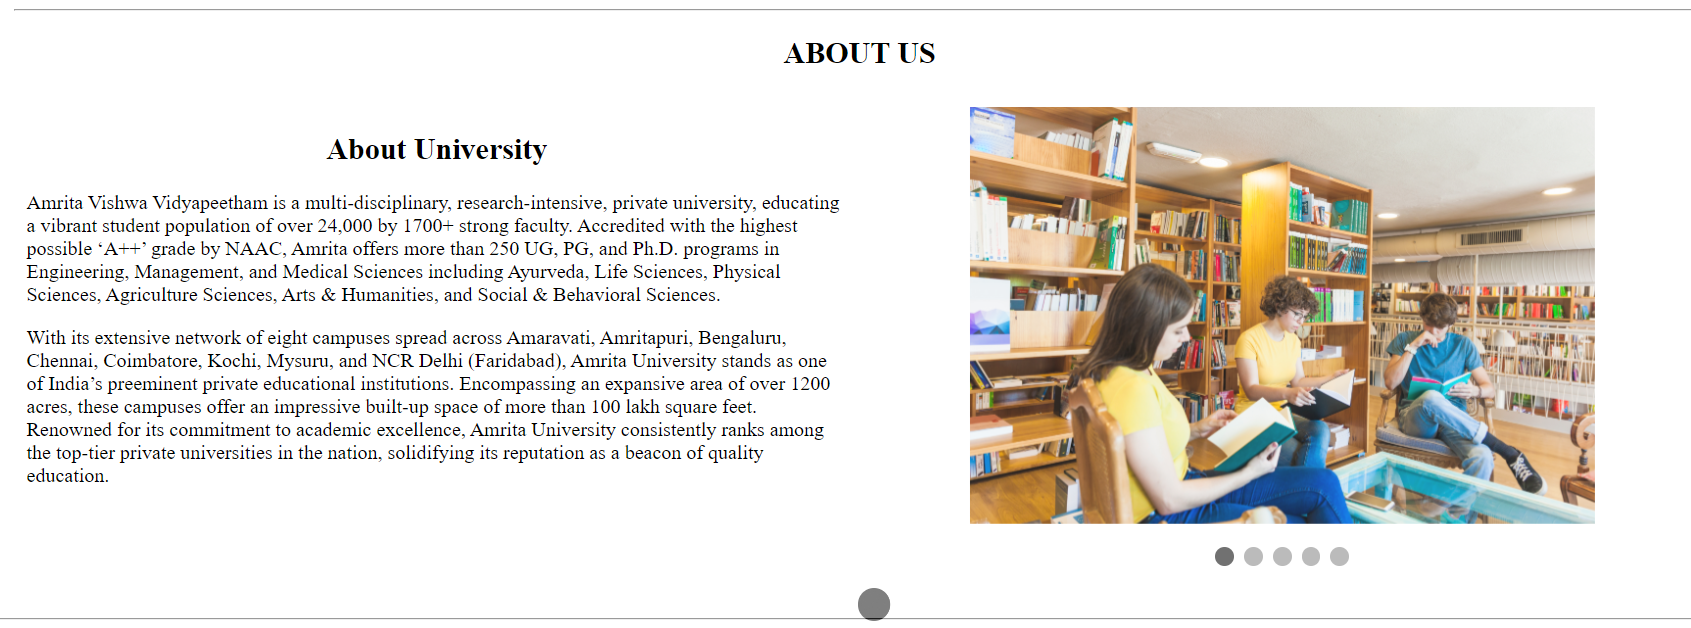 ABOUT US
About University
Amrita Vishwa Vidyapeetham is a multi-disciplinary, research-intensive, private university, educating
a vibrant student population of over 24,000 by 1700+ strong faculty. Accredited with the highest
possible ‘A++’ grade by NAAC, Amrita offers more than 250 UG, PG, and Ph.D. programs in
Engineering, Management, and Medical Sciences including Ayurveda, Life Sciences, Physical
Sciences, Agriculture Sciences, Arts & Humanities, and Social & Behavioral Sciences.
With its extensive network of eight campuses spread across Amaravati, Amritapuri, Bengaluru,
Chennai, Coimbatore, Kochi, Mysuru, and NCR Delhi (Faridabad), Amrita University stands as one
of India’s preeminent private educational institutions. Encompassing an expansive area of over 1200
acres, these campuses offer an impressive built-up space of more than 100 lakh square feet.
Renowned for its commitment to academic excellence, Amrita University consistently ranks among
the top-tier private universities in the nation, solidifying its reputation as a beacon of quality
education.